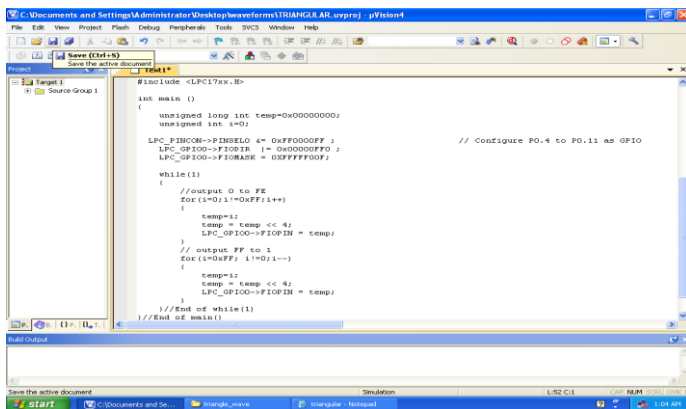 C:\Documents and Settings\Administrator\Desktop\waveforms\TRIANGULAR.uvproj - µVision4
File Edit View Project Flash Debug Peripherals Tools SVCS Window Help
Save (Ctrl+S)
Save the active document
Project
Text1*
Target 1
Source Group 1
#include <LPC17xx.H>
int main ()
{
unsigned long int temp=0x00000000;
unsigned int i=0;
LPC_PINCON->PINSEL0 &= 0xFF0000FF ; // Configure P0.4 to P0.11 as GPIO
LPC_GPIO0->FIODIR |= 0x00000FF0 ;
LPC_GPIO0->FIOMASK = 0XFFFFF00F;
while(1)
{
//output 0 to FE
for(i=0;i!=0xFF;i++)
{
temp=i;
temp = temp << 4;
LPC_GPIO0->FIOPIN = temp;
}
// output FF to 1
for(i=0xFF; i!=0;i--)
{
temp=i;
temp = temp << 4;
LPC_GPIO0->FIOPIN = temp;
}
}//End of while(1)
}//End of main()
Build Output
Save the active document Simulation L:52 C:1 CAP NUM SCRL OVR
start C:\Documents and Se... triangle_wave triangular - Notepad 1:04 AM